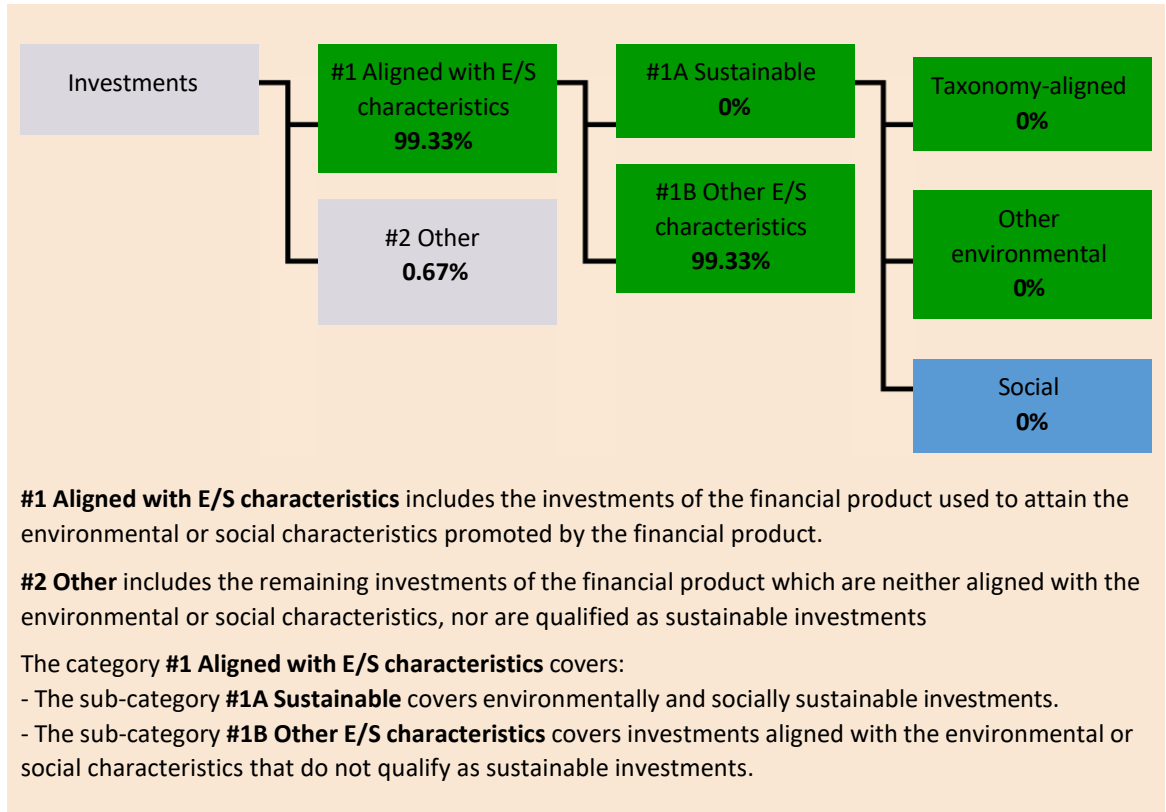 Investments
#1 Aligned with E/S
characteristics
99.33%
#2 Other
0.67%
#1A Sustainable
0%
#1B Other E/S
characteristics
99.33%
Taxonomy-aligned
0%
Other
environmental
0%
Social
0%
#1 Aligned with E/S characteristics includes the investments of the financial product used to attain the
environmental or social characteristics promoted by the financial product.
#2 Other includes the remaining investments of the financial product which are neither aligned with the
environmental or social characteristics, nor are qualified as sustainable investments
The category #1 Aligned with E/S characteristics covers:
- The sub-category #1A Sustainable covers environmentally and socially sustainable investments.
- The sub-category #1B Other E/S characteristics covers investments aligned with the environmental or
social characteristics that do not qualify as sustainable investments.